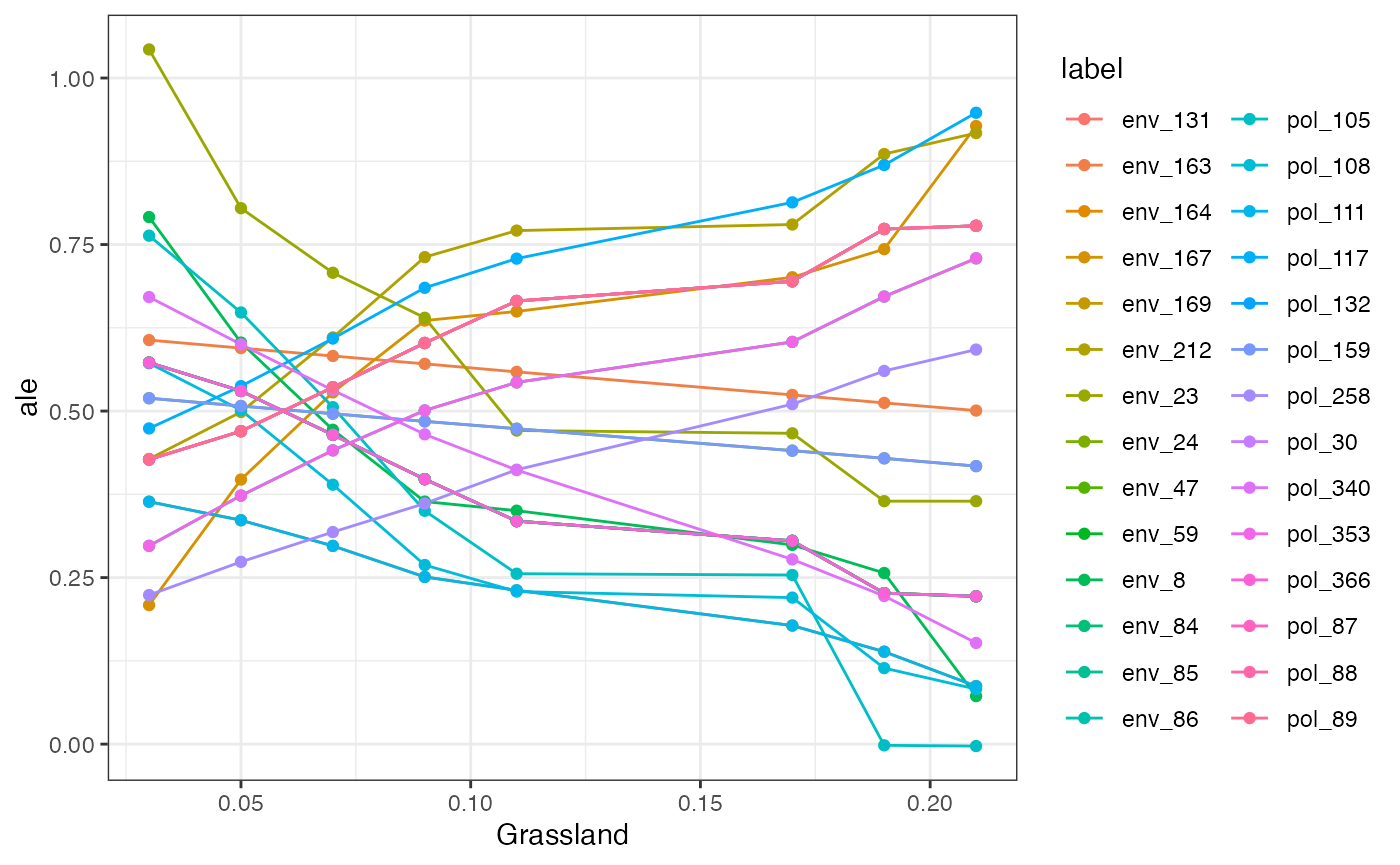 1.00
0.75
0.50
0.25
0.00
ale
0.05 0.10 0.15 0.20
Grassland
label
env_131 pol_105
env_163 pol_108
env_164 pol_111
env_167 pol_117
env_169 pol_132
env_212 pol_159
env_23 pol_258
env_24 pol_30
env_47 pol_340
env_59 pol_353
env_8 pol_366
env_84 pol_87
env_85 pol_88
env_86 pol_89